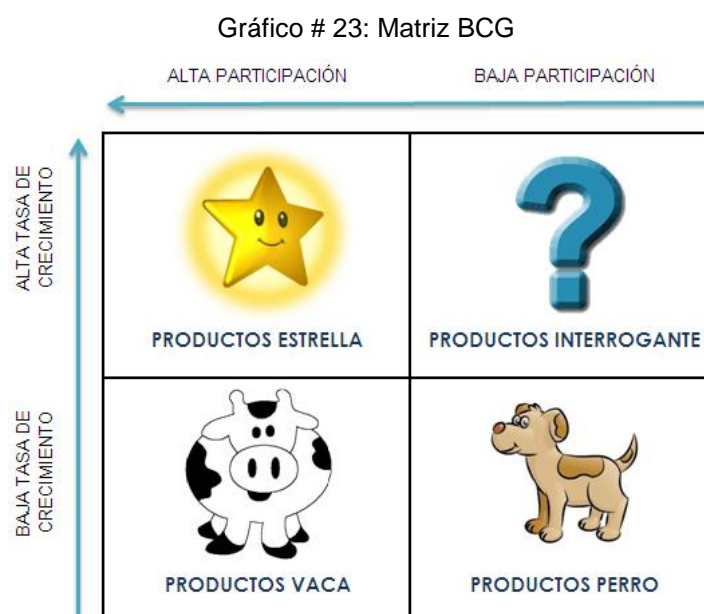 Gráfico # 23: Matriz BCG
ALTA PARTICIPACIÓN
BAJA PARTICIPACIÓN
ALTA TASA DE
CRECIMIENTO
PRODUCTOS ESTRELLA
PRODUCTOS INTERROGANTE
BAJA TASA DE
CRECIMIENTO
PRODUCTOS VACA
PRODUCTOS PERRO